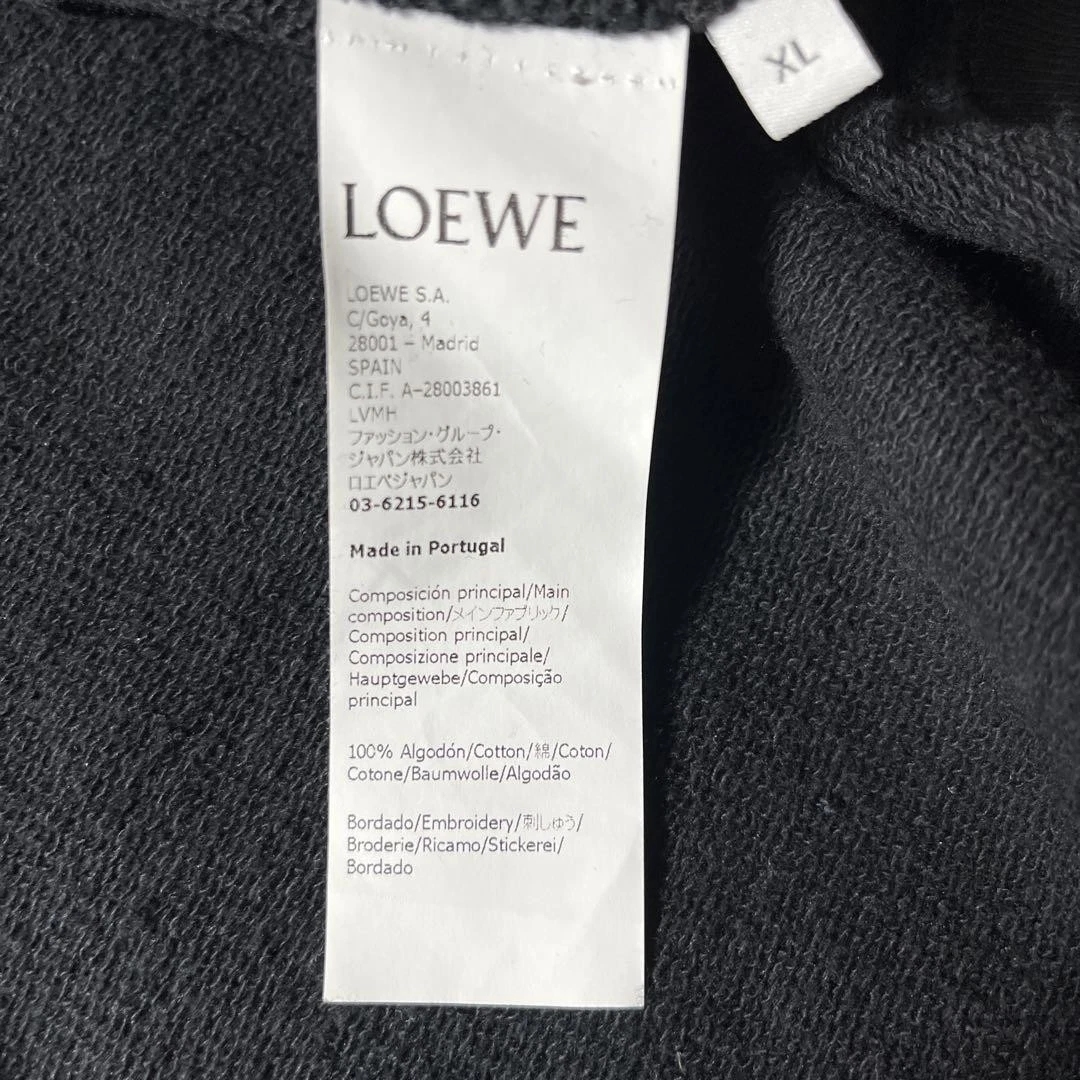 XL
LOEWE
LOEWE S.A.
C/Goya, 4
28001 – Madrid
SPAIN
C.I.F. A-28003861
LVMH
ファッション・グループ・
ジャパン株式会社
ロエベジャパン
03-6215-6116
Made in Portugal
Composición principal/Main
composition/メインファブリック/
Composition principal/
Composizione principale/
Hauptgewebe/Composição
principal
100% Algodón/Cotton/綿/Coton/
Cotone/Baumwolle/Algodão
Bordado/Embroidery/刺しゅう/
Broderie/Ricamo/Stickerei/
Bordado